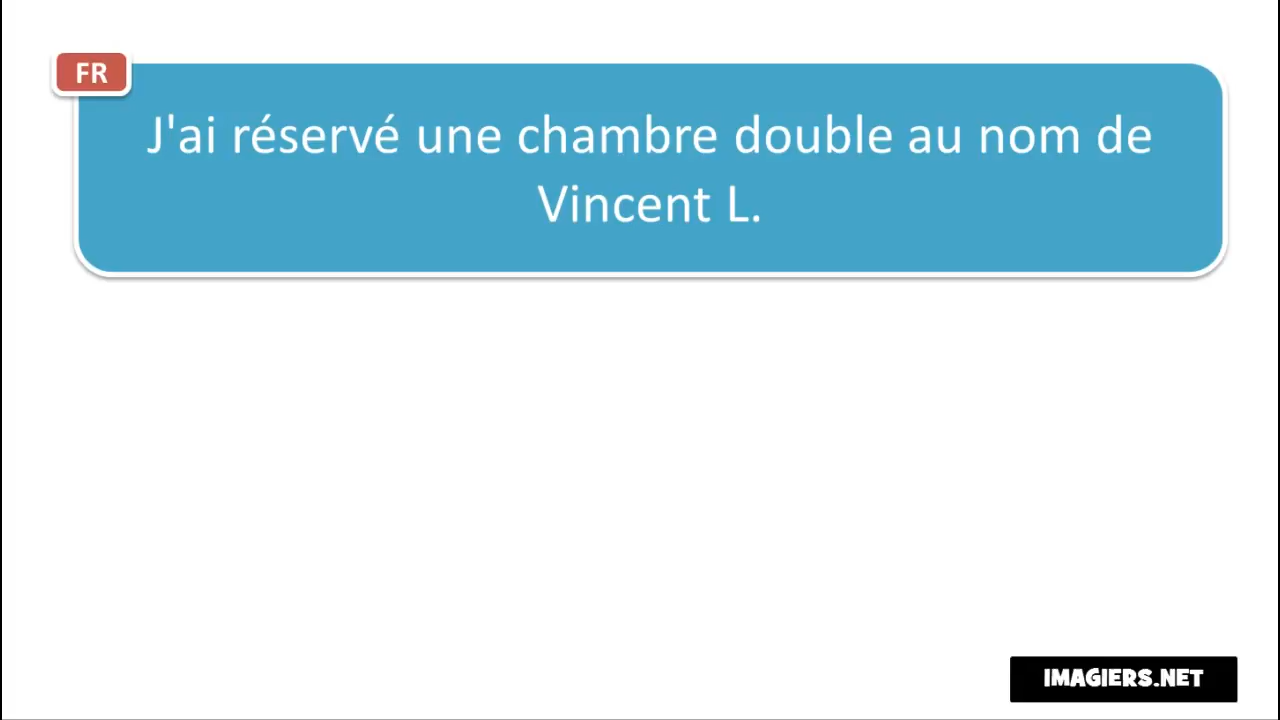 FR
J'ai réservé une chambre double au nom de
Vincent L.
IMAGIERS.NET